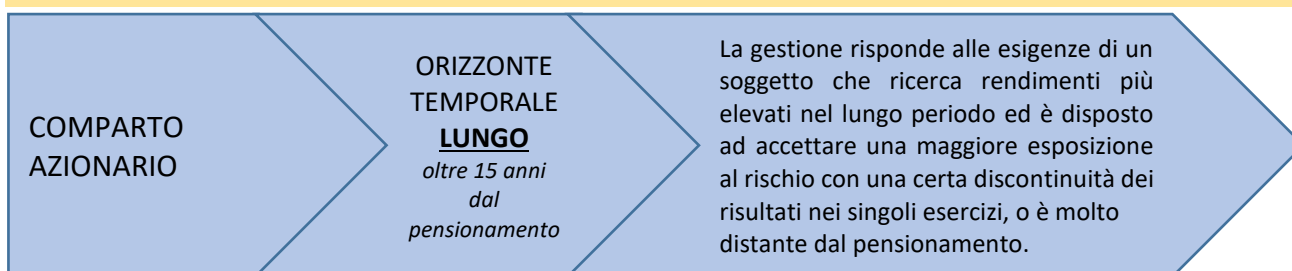 COMPARTO
AZIONARIO
ORIZZONTE
TEMPORALE
LUNGO
oltre 15 anni
dal
pensionamento
La gestione risponde alle esigenze di un
soggetto che ricerca rendimenti più
elevati nel lungo periodo ed è disposto
ad accettare una maggiore esposizione
al rischio con una certa discontinuità dei
risultati nei singoli esercizi, o è molto
distante dal pensionamento.